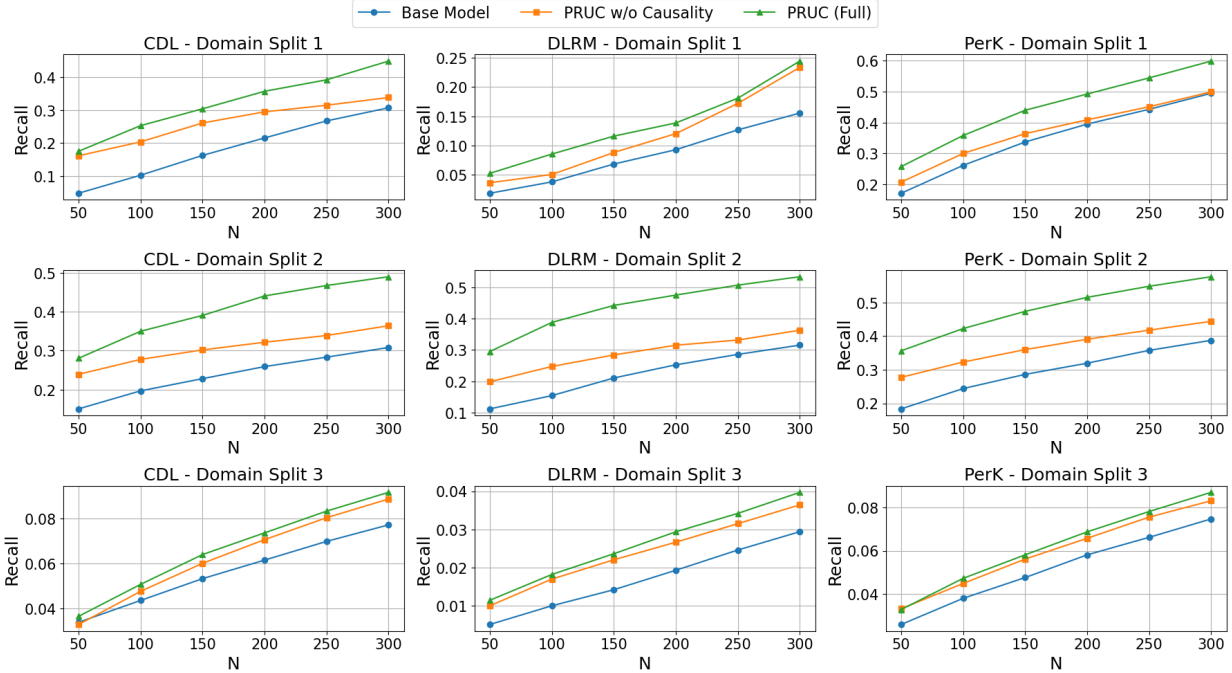 Base Model PRUC w/o Causality PRUC (Full)
CDL - Domain Split 1
Recall
0.4
0.3
0.2
0.1
50 100 150 200 250 300
N
DLRM - Domain Split 1
Recall
0.25
0.20
0.15
0.10
0.05
50 100 150 200 250 300
N
PerK - Domain Split 1
Recall
0.6
0.5
0.4
0.3
0.2
50 100 150 200 250 300
N
CDL - Domain Split 2
Recall
0.5
0.4
0.3
0.2
50 100 150 200 250 300
N
DLRM - Domain Split 2
Recall
0.5
0.4
0.3
0.2
0.1
50 100 150 200 250 300
N
PerK - Domain Split 2
Recall
0.5
0.4
0.3
0.2
50 100 150 200 250 300
N
CDL - Domain Split 3
Recall
0.08
0.06
0.04
50 100 150 200 250 300
N
DLRM - Domain Split 3
Recall
0.04
0.03
0.02
0.01
50 100 150 200 250 300
N
PerK - Domain Split 3
Recall
0.08
0.06
0.04
50 100 150 200 250 300
N